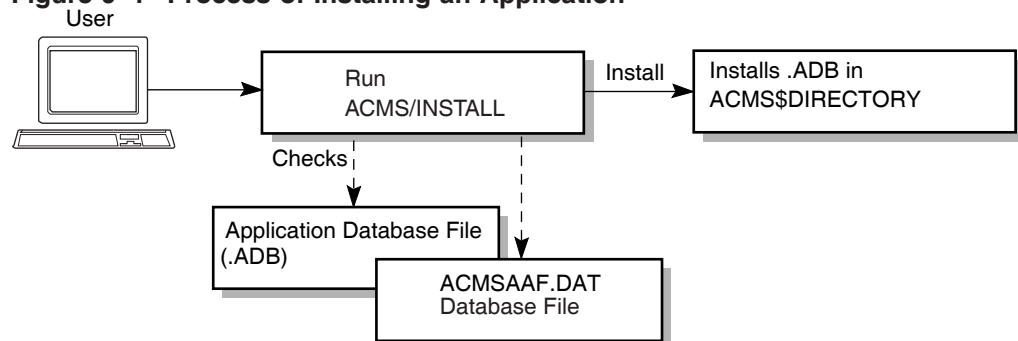 User
Run
ACMS/INSTALL
Install
Installs .ADB in
ACMS$DIRECTORY
Checks
Application Database File
(.ADB)
ACMSAAF.DAT
Database File